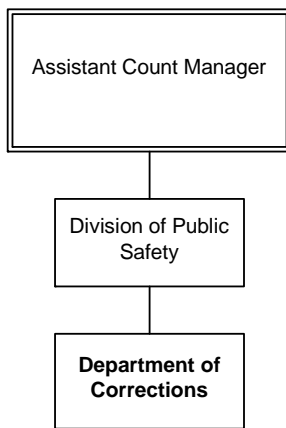 Assistant Count Manager
Division of Public
Safety
Department of
Corrections